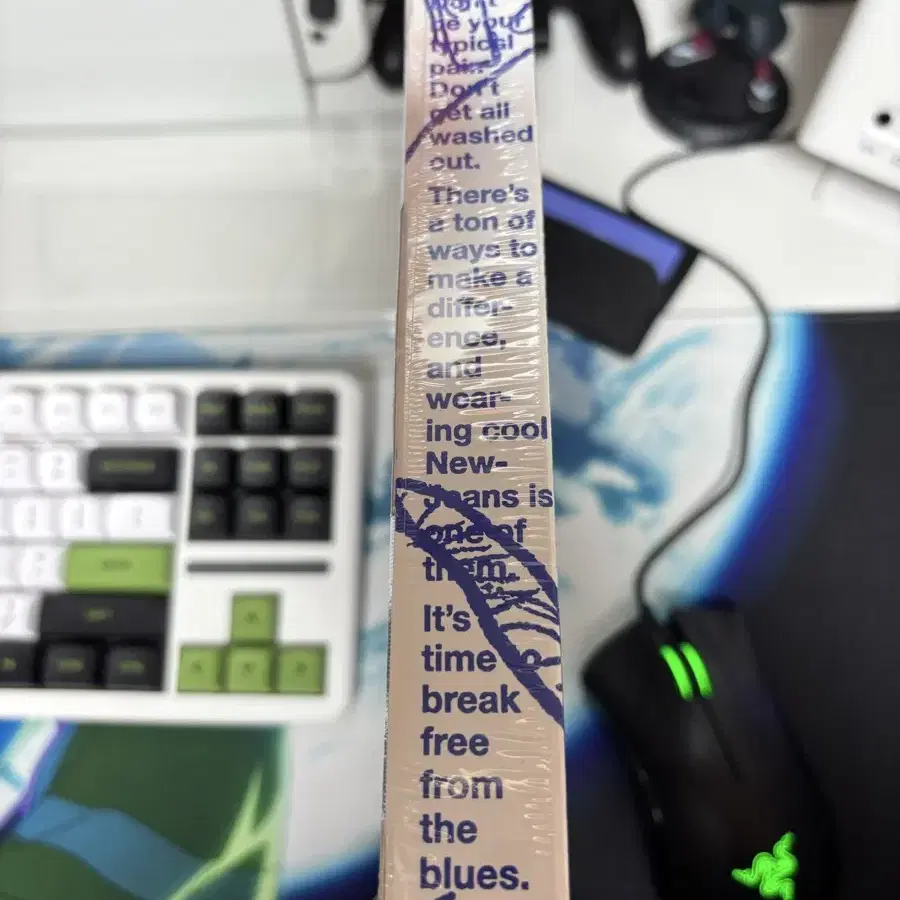 be your
typical
pair.
Don't
get all
washed
out.
There's
a ton of
ways to
make a
differ-
ence,
and
wear-
ing cool
New-
Jeans is
one of
them.
It's
time to
break
free
from
the
blues.